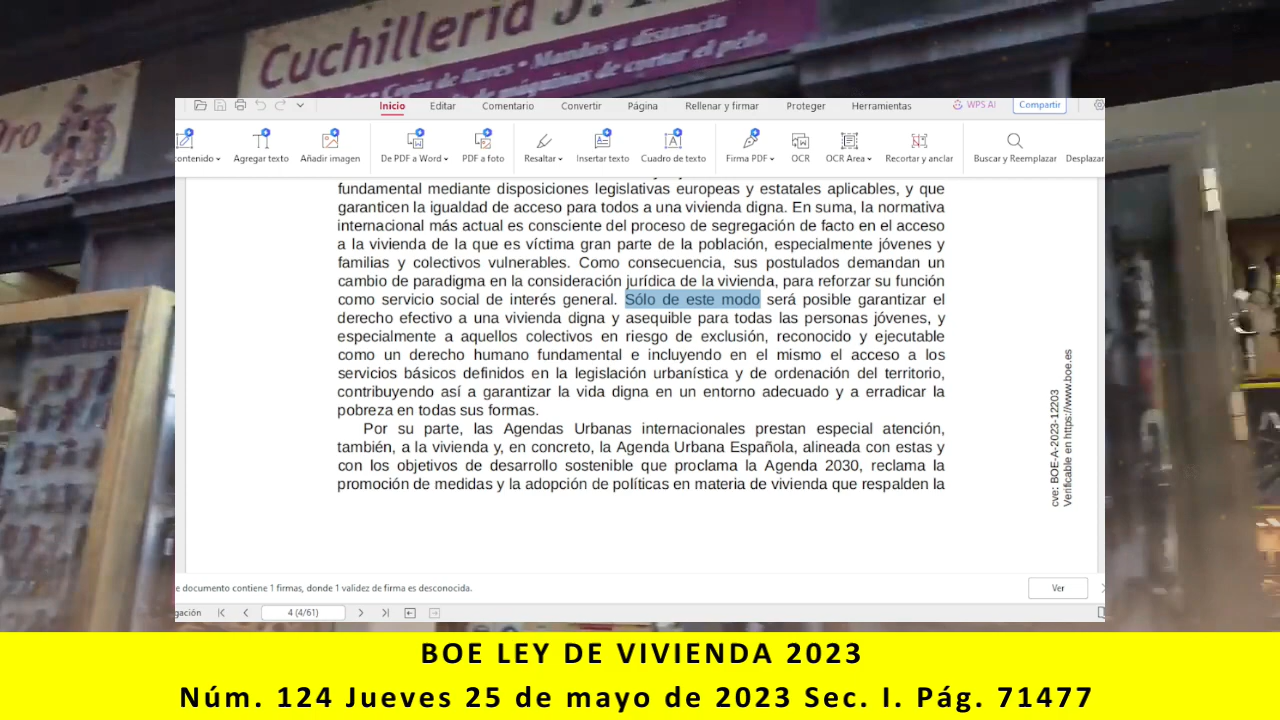 Cuchillería J.
Copia de llaves • Mandos a distancia
máquinas de cortar el pelo
oro
Inicio Editar Comentario Convertir Página Rellenar y firmar Proteger Herramientas WPS AI Compartir
contenido Agregar texto Añadir imagen De PDF a Word PDF a foto Resaltar Insertar texto Cuadro de texto Firma PDF OCR OCR Area Recortar y anclar Buscar y Reemplazar Desplazar
fundamental mediante disposiciones legislativas europeas y estatales aplicables, y que
garanticen la igualdad de acceso para todos a una vivienda digna. En suma, la normativa
internacional más actual es consciente del proceso de segregación de facto en el acceso
a la vivienda de la que es víctima gran parte de la población, especialmente jóvenes y
familias y colectivos vulnerables. Como consecuencia, sus postulados demandan un
cambio de paradigma en la consideración jurídica de la vivienda, para reforzar su función
como servicio social de interés general. Sólo de este modo será posible garantizar el
derecho efectivo a una vivienda digna y asequible para todas las personas jóvenes, y
especialmente a aquellos colectivos en riesgo de exclusión, reconocido y ejecutable
como un derecho humano fundamental e incluyendo en el mismo el acceso a los
servicios básicos definidos en la legislación urbanística y de ordenación del territorio,
contribuyendo así a garantizar la vida digna en un entorno adecuado y a erradicar la
pobreza en todas sus formas.
Por su parte, las Agendas Urbanas internacionales prestan especial atención,
también, a la vivienda y, en concreto, la Agenda Urbana Española, alineada con estas y
con los objetivos de desarrollo sostenible que proclama la Agenda 2030, reclama la
promoción de medidas y la adopción de políticas en materia de vivienda que respalden la
cve: BOE-A-2023-12203
Verificable en https://www.boe.es
e documento contiene 1 firmas, donde 1 validez de firma es desconocida. Ver
gación 4 (4/61)
BOE LEY DE VIVIENDA 2023
Núm. 124 Jueves 25 de mayo de 2023 Sec. I. Pág. 71477